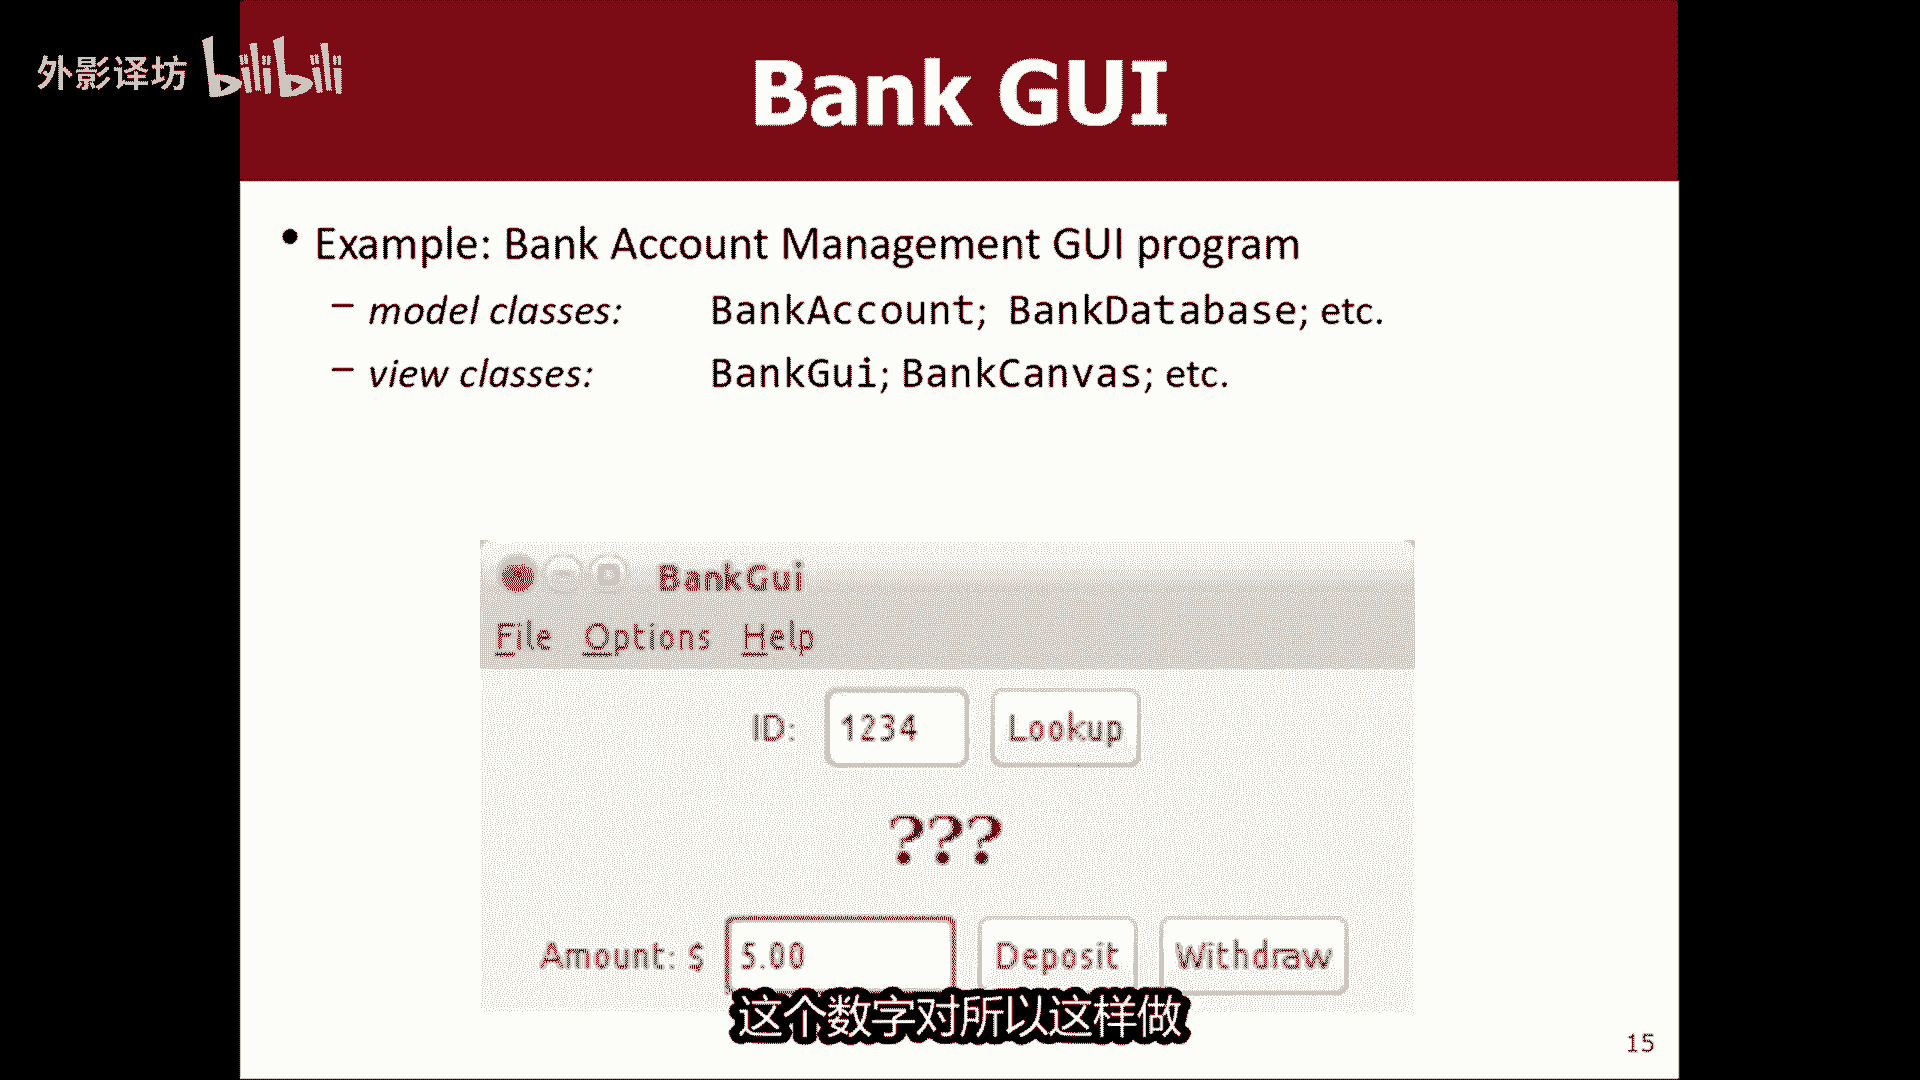 外影译坊 bilibili
Bank GUI
• Example: Bank Account Management GUI program
– model classes: BankAccount; BankDatabase; etc.
– view classes: BankGui; BankCanvas; etc.
BankGui
File Options Help
ID: 1234 Lookup
???
Amount: $ 5.00 Deposit Withdraw
这个数字对所以这样做
15